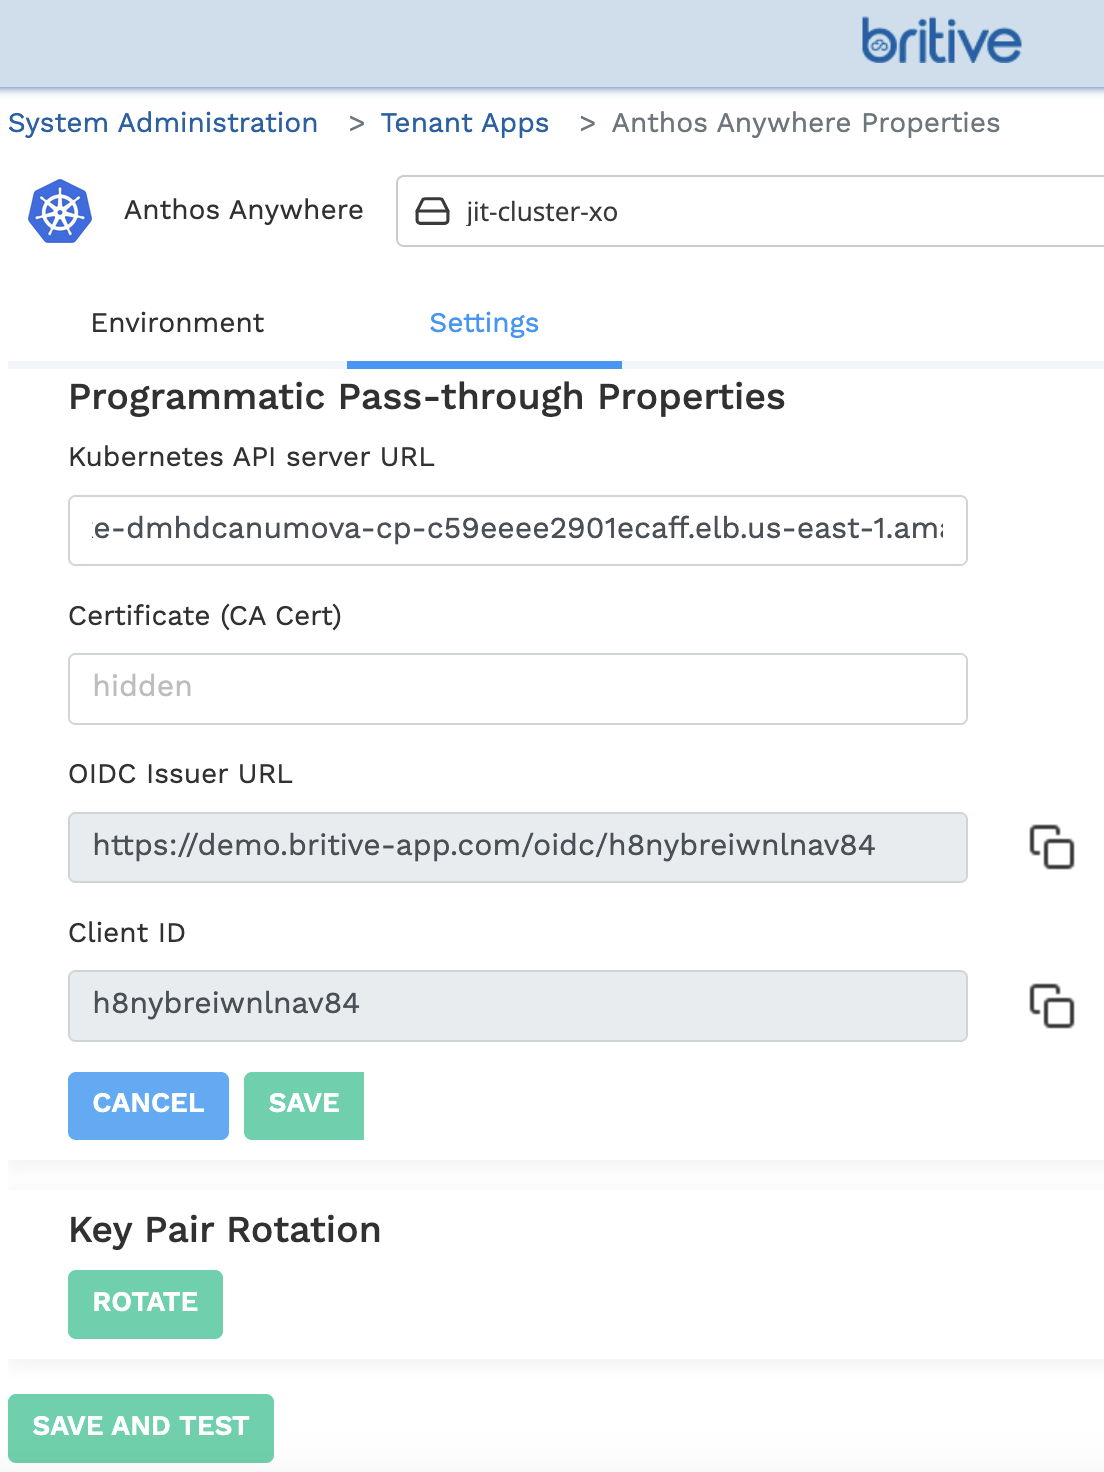 britive
System Administration > Tenant Apps > Anthos Anywhere Properties
Anthos Anywhere
jit-cluster-xo
Environment
Settings
Programmatic Pass-through Properties
Kubernetes API server URL
e-dmhdcanumova-cp-c59eeee2901ecaff.elb.us-east-1.ama
Certificate (CA Cert)
hidden
OIDC Issuer URL
https://demo.britive-app.com/oidc/h8nybreiwnlnav84
Client ID
h8nybreiwnlnav84
CANCEL
SAVE
Key Pair Rotation
ROTATE
SAVE AND TEST